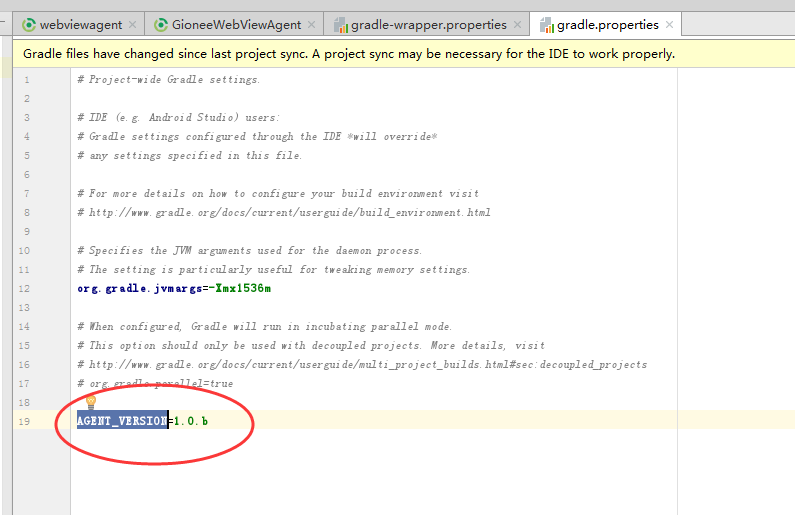 webviewagent GioneeWebViewAgent gradle-wrapper.properties gradle.properties
Gradle files have changed since last project sync. A project sync may be necessary for the IDE to work properly.
1 # Project-wide Gradle settings.
2
3 # IDE (e.g. Android Studio) users:
4 # Gradle settings configured through the IDE *will override*
5 # any settings specified in this file.
6
7 # For more details on how to configure your build environment visit
8 # http://www.gradle.org/docs/current/userguide/build_environment.html
9
10 # Specifies the JVM arguments used for the daemon process.
11 # The setting is particularly useful for tweaking memory settings.
12 org.gradle.jvmargs=-Xmx1536m
13
14 # When configured, Gradle will run in incubating parallel mode.
15 # This option should only be used with decoupled projects. More details, visit
16 # http://www.gradle.org/docs/current/userguide/multi_project_builds.html#sec:decoupled_projects
17 # org.gradle.parallel=true
18
19 AGENT_VERSION=1.0.b